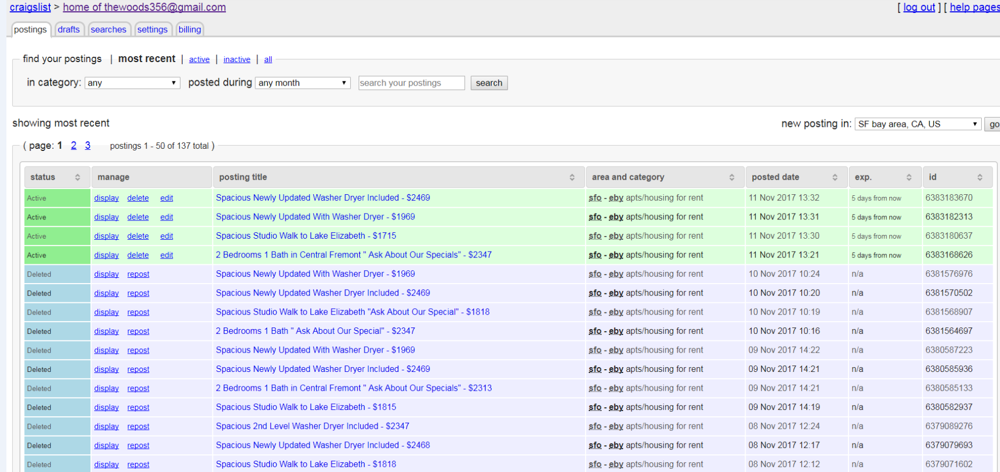 craigslist > home of thewoods356@gmail.com [ log out ] [ help pages
postings drafts searches settings billing
find your postings | most recent | active | inactive | all
in category: any posted during any month search your postings search
showing most recent new posting in: SF bay area, CA, US go
( page: 1 2 3 postings 1 - 50 of 137 total )
status manage posting title area and category posted date exp. id
Active display delete edit Spacious Newly Updated Washer Dryer Included - $2469 sfo - eby apts/housing for rent 11 Nov 2017 13:32 5 days from now 6383183670
Active display delete edit Spacious Newly Updated With Washer Dryer - $1969 sfo - eby apts/housing for rent 11 Nov 2017 13:31 5 days from now 6383182313
Active display delete edit Spacious Studio Walk to Lake Elizabeth - $1715 sfo - eby apts/housing for rent 11 Nov 2017 13:30 5 days from now 6383180637
Active display delete edit 2 Bedrooms 1 Bath in Central Fremont " Ask About Our Specials" - $2347 sfo - eby apts/housing for rent 11 Nov 2017 13:21 5 days from now 6383168626
Deleted display repost Spacious Newly Updated With Washer Dryer - $1969 sfo - eby apts/housing for rent 10 Nov 2017 10:24 n/a 6381576976
Deleted display repost Spacious Newly Updated Washer Dryer Included - $2469 sfo - eby apts/housing for rent 10 Nov 2017 10:20 n/a 6381570502
Deleted display repost Spacious Studio Walk to Lake Elizabeth "Ask About Our Special" - $1818 sfo - eby apts/housing for rent 10 Nov 2017 10:19 n/a 6381568907
Deleted display repost 2 Bedrooms 1 Bath " Ask About Our Special" - $2347 sfo - eby apts/housing for rent 10 Nov 2017 10:16 n/a 6381564697
Deleted display repost Spacious Newly Updated With Washer Dryer - $1969 sfo - eby apts/housing for rent 09 Nov 2017 14:22 n/a 6380587223
Deleted display repost Spacious Newly Updated Washer Dryer Included - $2469 sfo - eby apts/housing for rent 09 Nov 2017 14:21 n/a 6380585936
Deleted display repost 2 Bedrooms 1 Bath in Central Fremont " Ask About Our Specials" - $2313 sfo - eby apts/housing for rent 09 Nov 2017 14:21 n/a 6380585133
Deleted display repost Spacious Studio Walk to Lake Elizabeth - $1815 sfo - eby apts/housing for rent 09 Nov 2017 14:19 n/a 6380582937
Deleted display repost Spacious 2nd Level Washer Dryer Included - $2347 sfo - eby apts/housing for rent 08 Nov 2017 12:24 n/a 6379089276
Deleted display repost Spacious Newly Updated Washer Dryer Included - $2468 sfo - eby apts/housing for rent 08 Nov 2017 12:17 n/a 6379079693
Deleted display repost Spacious Studio Walk to Lake Elizabeth - $1818 sfo - eby apts/housing for rent 08 Nov 2017 12:12 n/a 6379071602